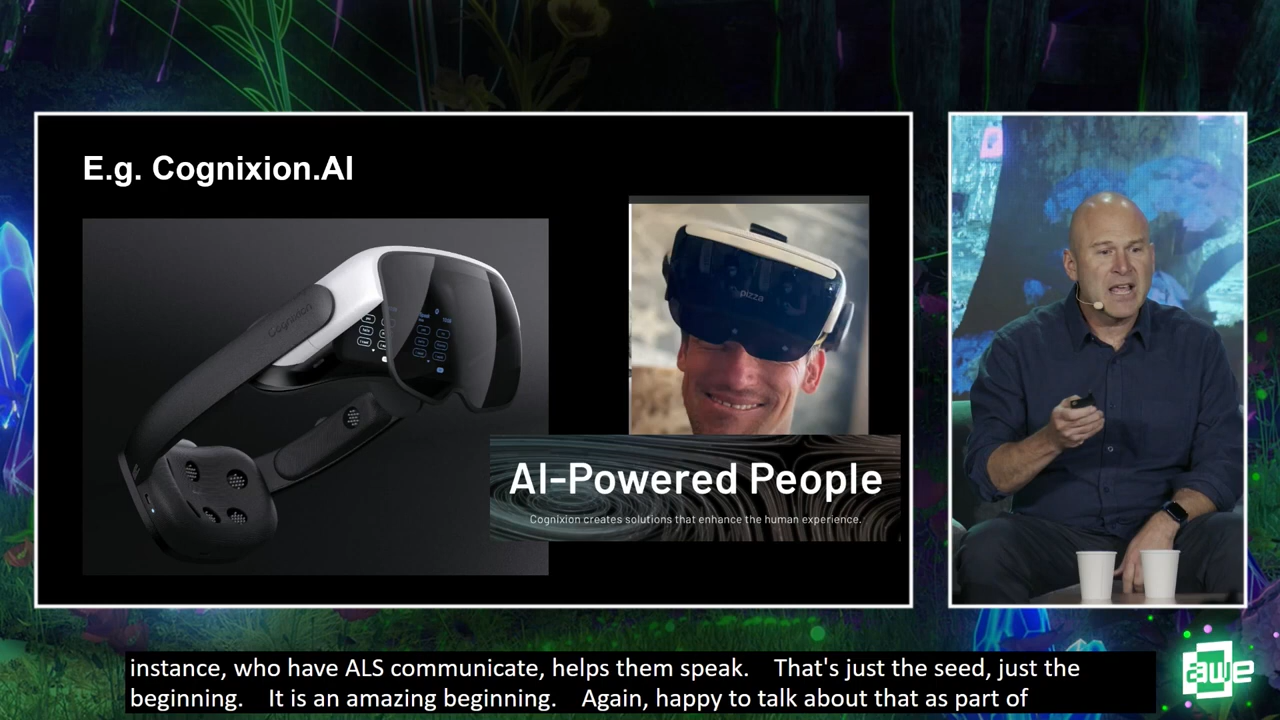 E.g. Cognixion.AI
Cognixion
pizza
AI-Powered People
Cognixion creates solutions that enhance the human experience.
instance, who have ALS communicate, helps them speak. That's just the seed, just the
beginning. It is an amazing beginning. Again, happy to talk about that as part of
awe